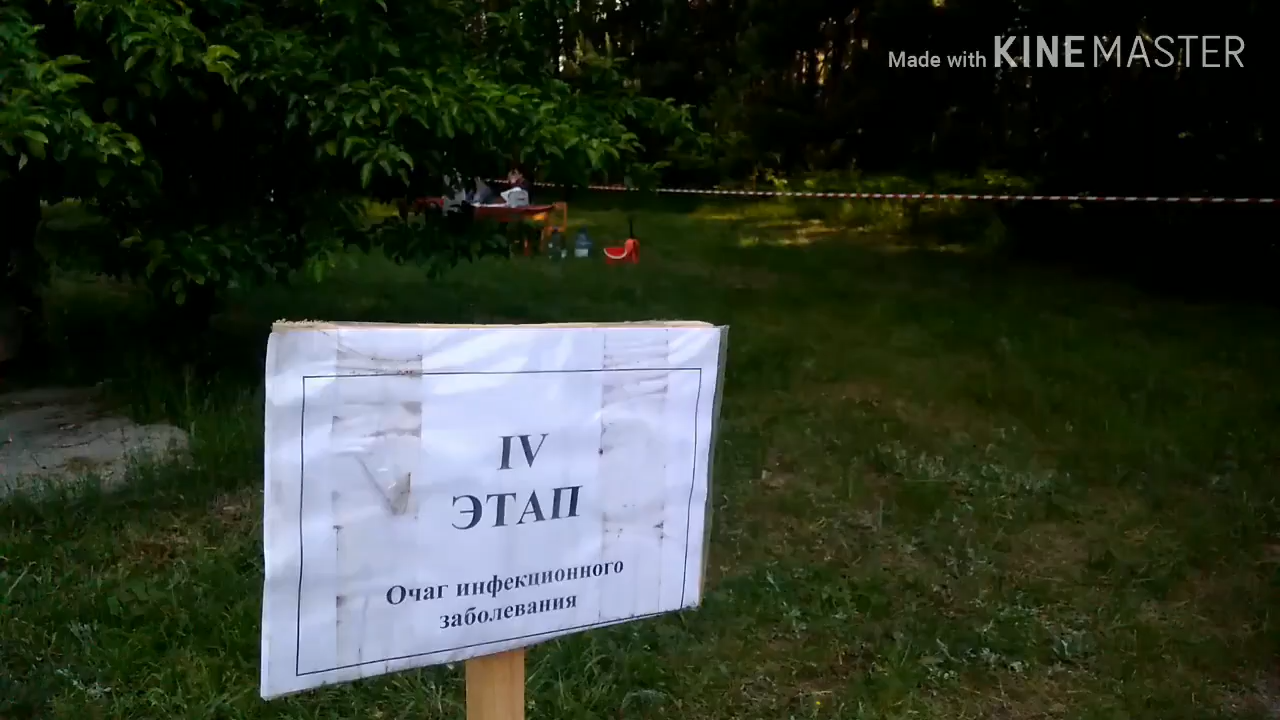 Made with KINEMASTER
IV
ЭТАП
Очаг инфекционного
заболевания